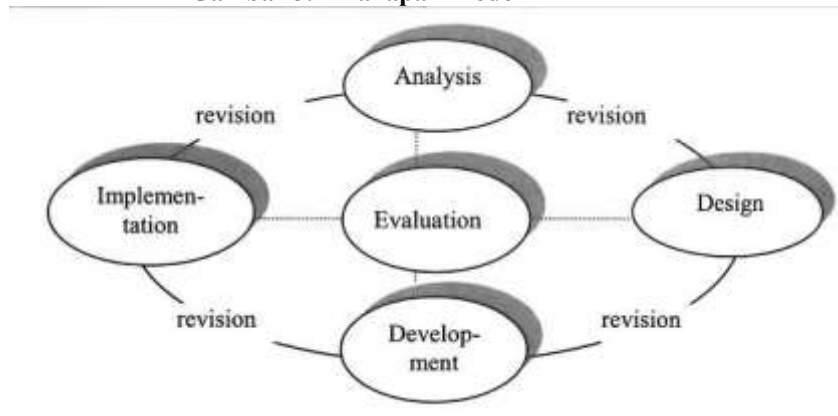 Analysis
revision
revision
Implemen-
tation
Evaluation
Design
revision
revision
Develop-
ment